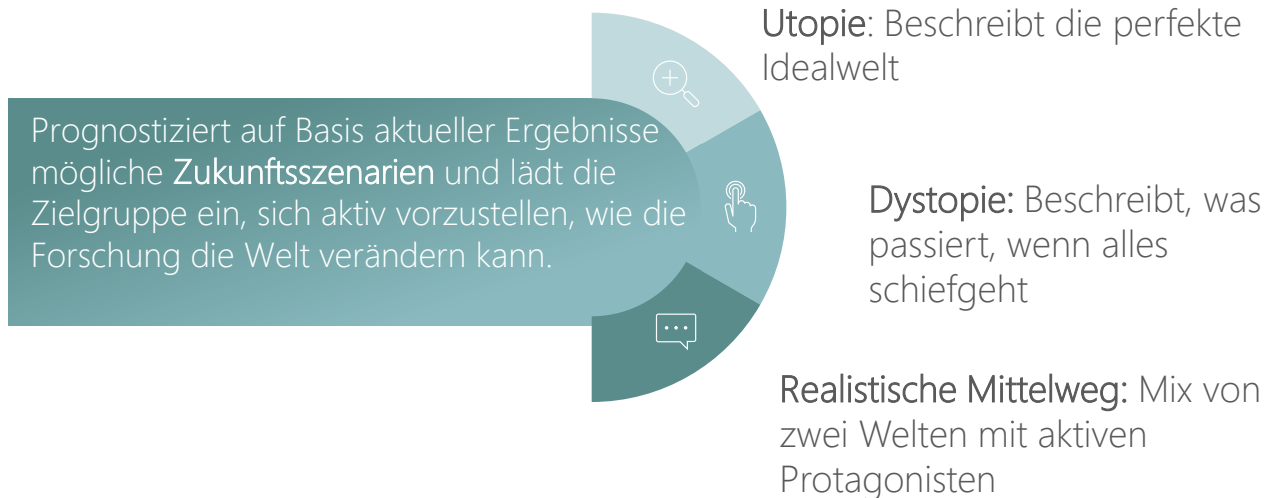 Prognostiziert auf Basis aktueller Ergebnisse
mögliche Zukunftsszenarien und lädt die
Zielgruppe ein, sich aktiv vorzustellen, wie die
Forschung die Welt verändern kann.
Utopie: Beschreibt die perfekte
Idealwelt
Dystopie: Beschreibt, was
passiert, wenn alles
schiefgeht
Realistische Mittelweg: Mix von
zwei Welten mit aktiven
Protagonisten